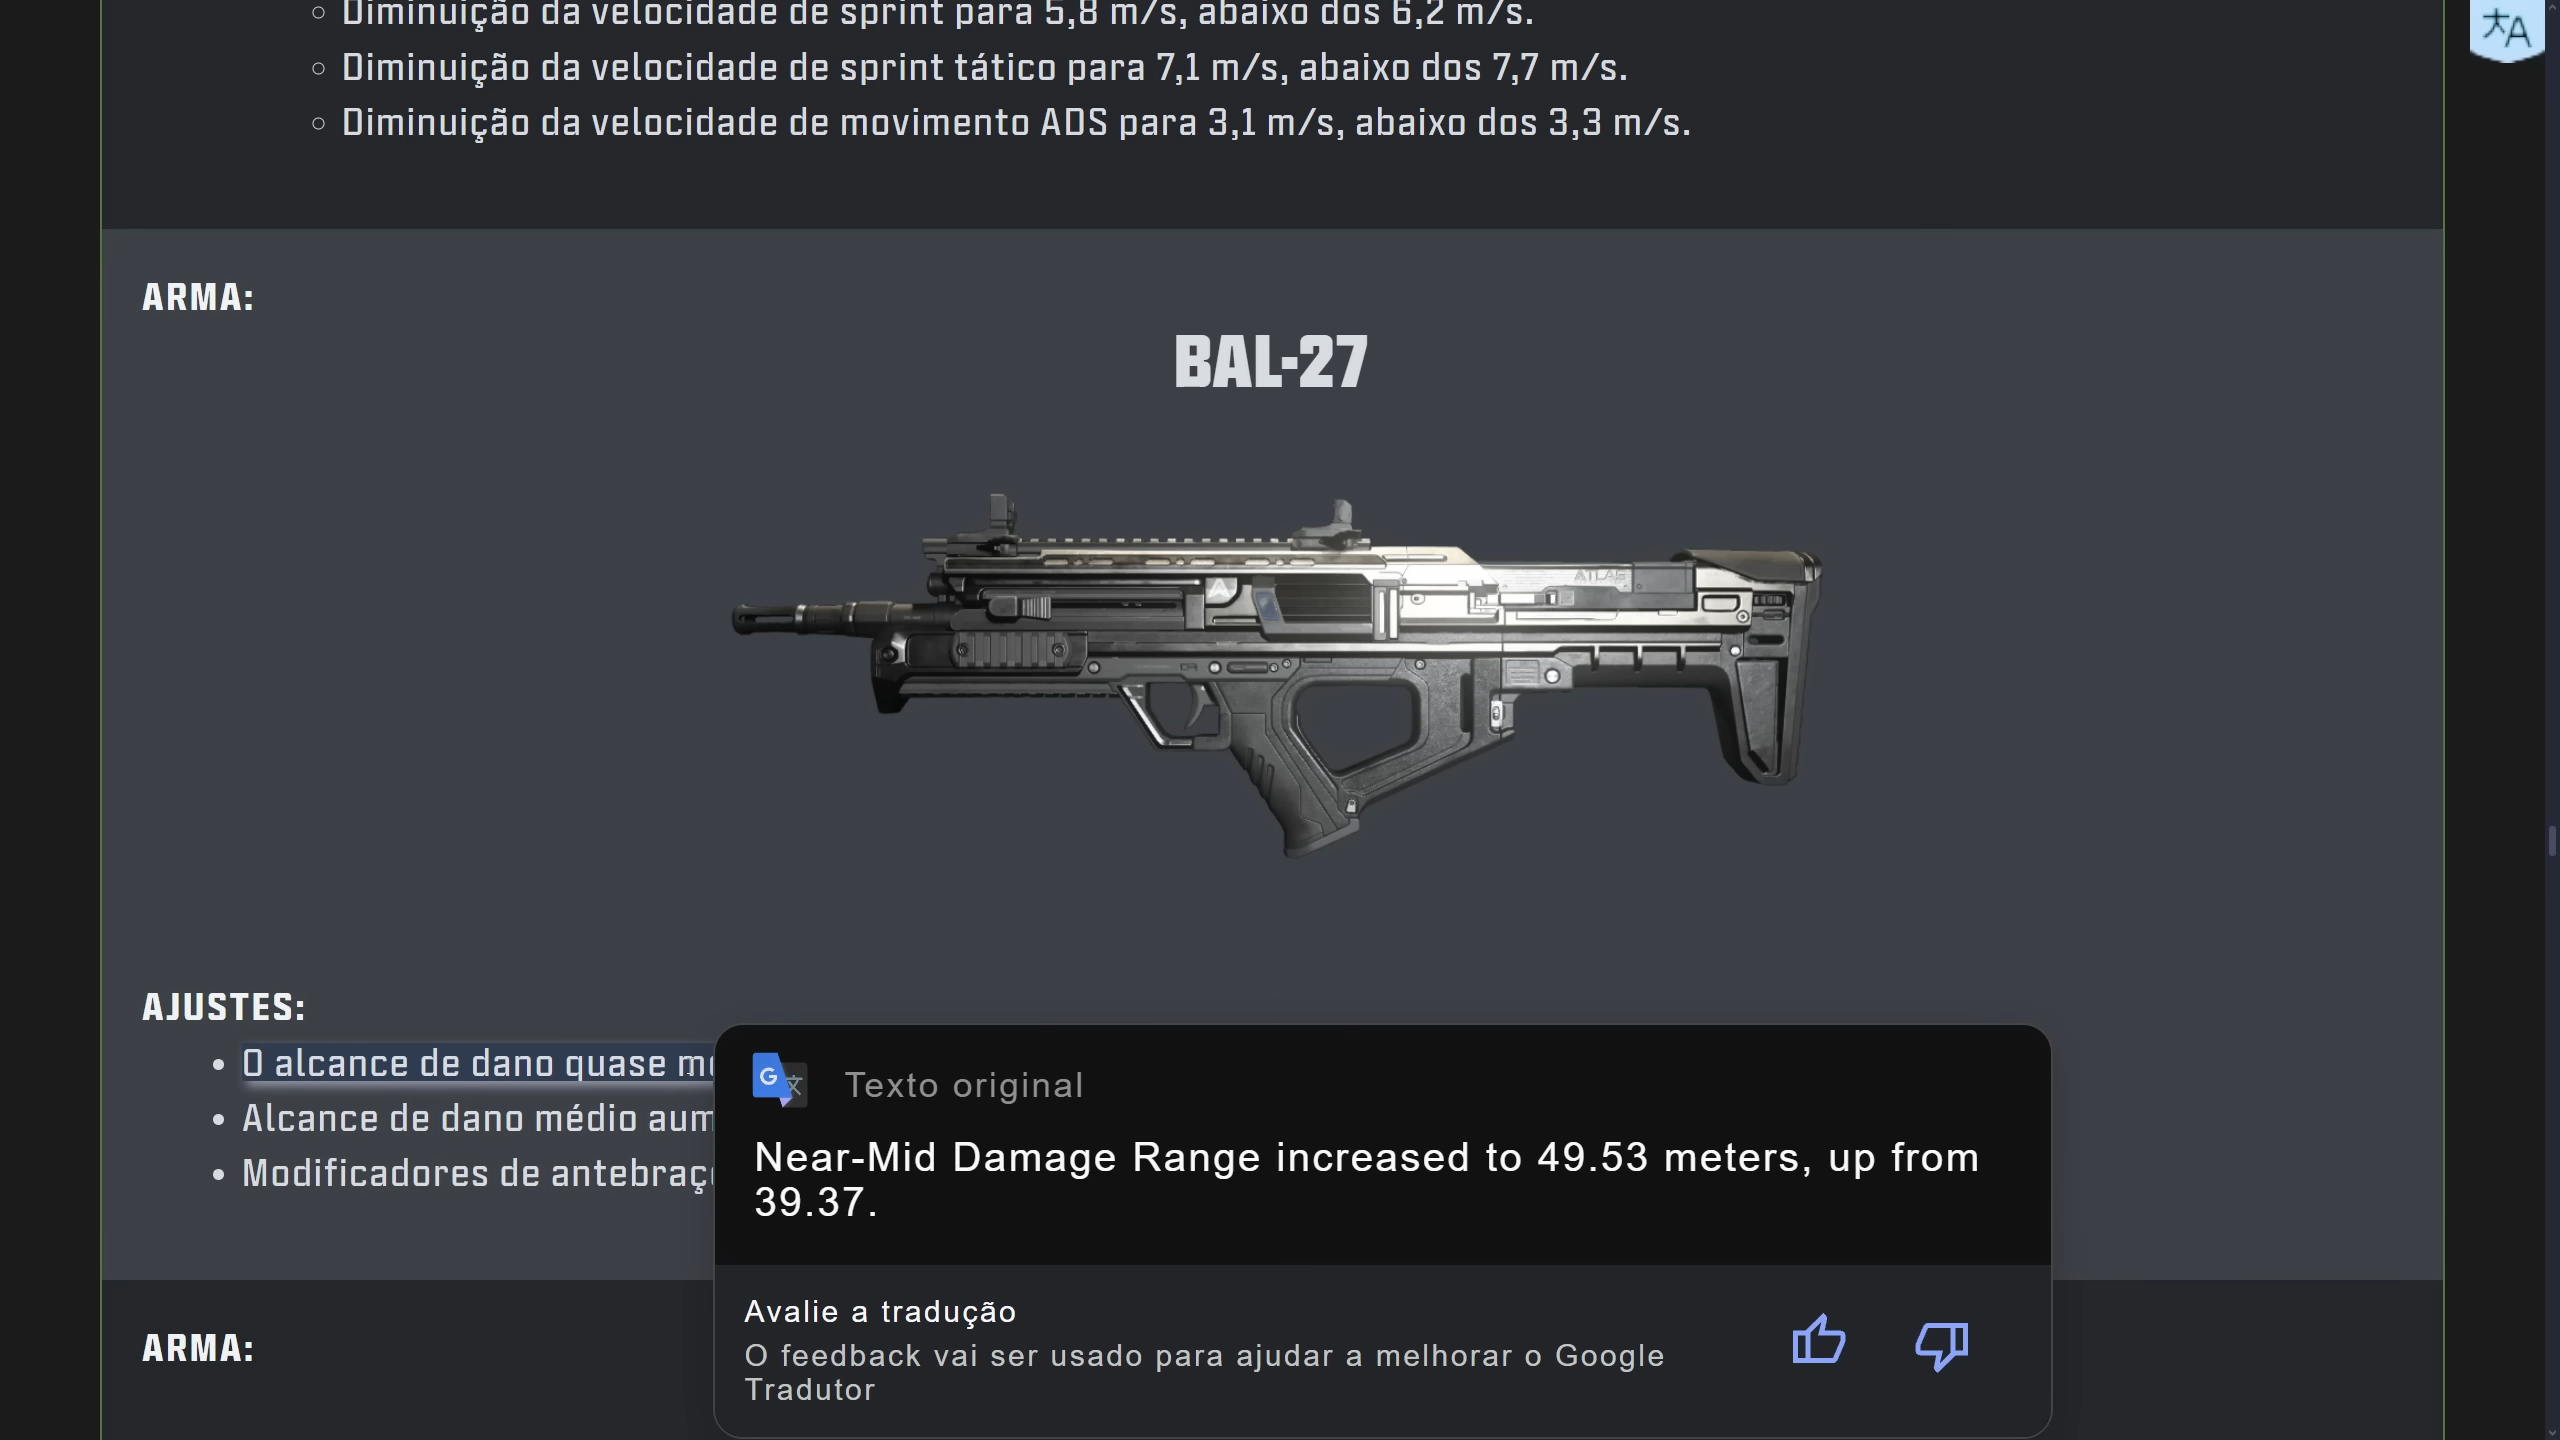 Diminuição da velocidade de sprint para 5,8 m/s, abaixo dos 6,2 m/s.
Diminuição da velocidade de sprint tático para 7,1 m/s, abaixo dos 7,7 m/s.
Diminuição da velocidade de movimento ADS para 3,1 m/s, abaixo dos 3,3 m/s.
ARMA:
BAL-27
ATLAS
AJUSTES:
O alcance de dano quase
Alcance de dano médio
Modificadores de
Texto original
Near-Mid Damage Range increased to 49.53 meters, up from
39.37.
Avalie a tradução
O feedback vai ser usado para ajudar a melhorar o Google
Tradutor
ARMA: